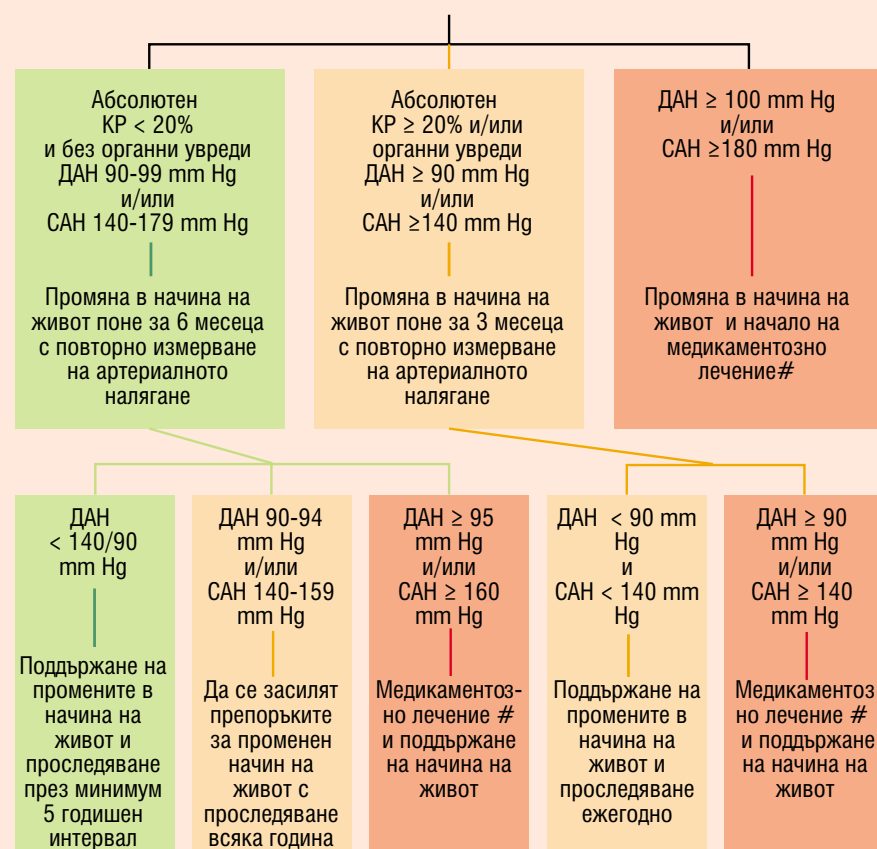 Абсолютен
КР < 20%
и без органни увреди
ДАН 90-99 mm Hg
и/или
САН 140-179 mm Hg
Промяна в начина на
живот поне за 6 месеца
с повторно измерване
на артериалното
налягане
Абсолютен
КР ≥ 20% и/или
органни увреди
ДАН ≥ 90 mm Hg
и/или
САН ≥140 mm Hg
Промяна в начина на
живот поне за 3 месеца
с повторно измерване
на артериалното
налягане
ДАН ≥ 100 mm Hg
и/или
САН ≥180 mm Hg
Промяна в начина на
живот и начало на
медикаментозно
лечение#
ДАН
< 140/90
mm Hg
Поддържане на
промените в
начина на
живот и
проследяване
през минимум
5 годишен
интервал
ДАН 90-94
mm Hg
и/или
САН 140-159
mm Hg
Да се засилят
препоръките
за променен
начин на
живот с
проследяване
всяка година
ДАН ≥ 95
mm Hg
и/или
САН ≥ 160
mm Hg
Медикаментоз-
но лечение #
и поддържане
на начина на
живот
ДАН < 90 mm
Hg
и
САН < 140 mm
Hg
Поддържане на
промените в
начина на
живот и
проследяване
ежегодно
ДАН ≥ 90
mm Hg
и/или
САН ≥ 140
mm Hg
Медикаментоз
но лечение #
и поддържане
на начина на
живот